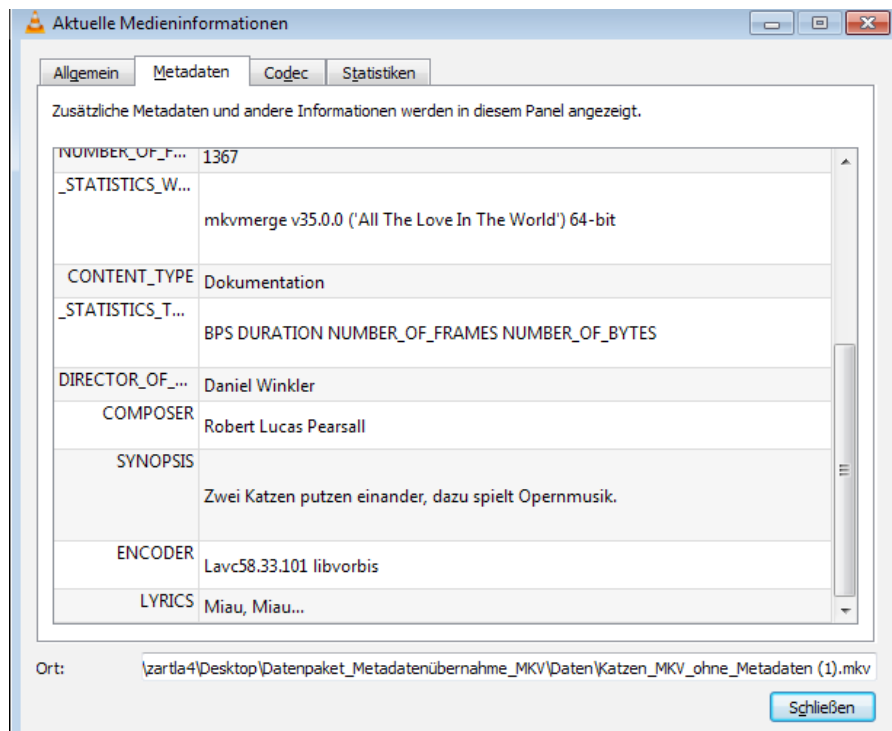 Aktuelle Medieninformationen
Allgemein Metadaten Codec Statistiken
Zusätzliche Metadaten und andere Informationen werden in diesem Panel angezeigt.
NUMBER_OF_F... 1367
_STATISTICS_W...
mkvmerge v35.0.0 ('All The Love In The World') 64-bit
CONTENT_TYPE Dokumentation
_STATISTICS_T...
BPS DURATION NUMBER_OF_FRAMES NUMBER_OF_BYTES
DIRECTOR_OF_... Daniel Winkler
COMPOSER Robert Lucas Pearsall
SYNOPSIS
Zwei Katzen putzen einander, dazu spielt Opernmusik.
ENCODER Lavc58.33.101 libvorbis
LYRICS Miau, Miau...
Ort: \zartla4\Desktop\Datenpaket_Metadatenübernahme_MKV\Daten\Katzen_MKV_ohne_Metadaten (1).mkv
Schließen